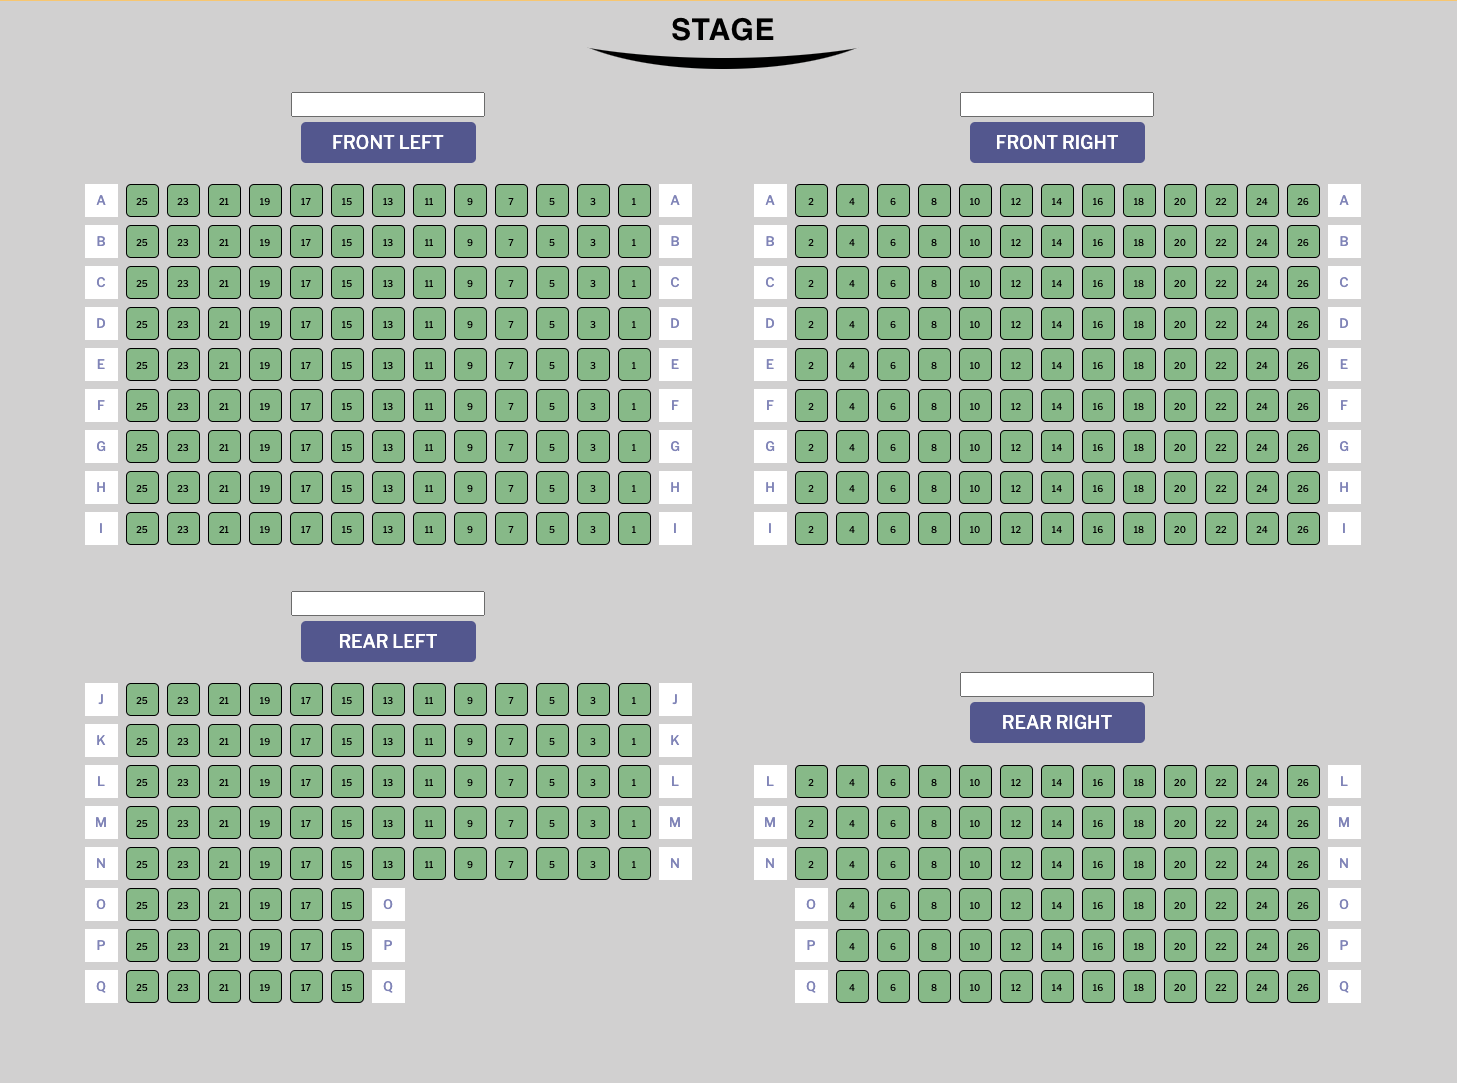 STAGE
FRONT LEFT
FRONT RIGHT
A 25 23 21 19 17 15 13 11 9 7 5 3 1 A A 2 4 6 8 10 12 14 16 18 20 22 24 26 A
B 25 23 21 19 17 15 13 11 9 7 5 3 1 B B 2 4 6 8 10 12 14 16 18 20 22 24 26 B
C 25 23 21 19 17 15 13 11 9 7 5 3 1 C C 2 4 6 8 10 12 14 16 18 20 22 24 26 C
D 25 23 21 19 17 15 13 11 9 7 5 3 1 D D 2 4 6 8 10 12 14 16 18 20 22 24 26 D
E 25 23 21 19 17 15 13 11 9 7 5 3 1 E E 2 4 6 8 10 12 14 16 18 20 22 24 26 E
F 25 23 21 19 17 15 13 11 9 7 5 3 1 F F 2 4 6 8 10 12 14 16 18 20 22 24 26 F
G 25 23 21 19 17 15 13 11 9 7 5 3 1 G G 2 4 6 8 10 12 14 16 18 20 22 24 26 G
H 25 23 21 19 17 15 13 11 9 7 5 3 1 H H 2 4 6 8 10 12 14 16 18 20 22 24 26 H
I 25 23 21 19 17 15 13 11 9 7 5 3 1 I I 2 4 6 8 10 12 14 16 18 20 22 24 26 I
REAR LEFT
J 25 23 21 19 17 15 13 11 9 7 5 3 1 J
REAR RIGHT
K 25 23 21 19 17 15 13 11 9 7 5 3 1 K
L 25 23 21 19 17 15 13 11 9 7 5 3 1 L L 2 4 6 8 10 12 14 16 18 20 22 24 26 L
M 25 23 21 19 17 15 13 11 9 7 5 3 1 M M 2 4 6 8 10 12 14 16 18 20 22 24 26 M
N 25 23 21 19 17 15 13 11 9 7 5 3 1 N N 2 4 6 8 10 12 14 16 18 20 22 24 26 N
O 25 23 21 19 17 15 O O 4 6 8 10 12 14 16 18 20 22 24 26 O
P 25 23 21 19 17 15 P P 4 6 8 10 12 14 16 18 20 22 24 26 P
Q 25 23 21 19 17 15 Q Q 4 6 8 10 12 14 16 18 20 22 24 26 Q